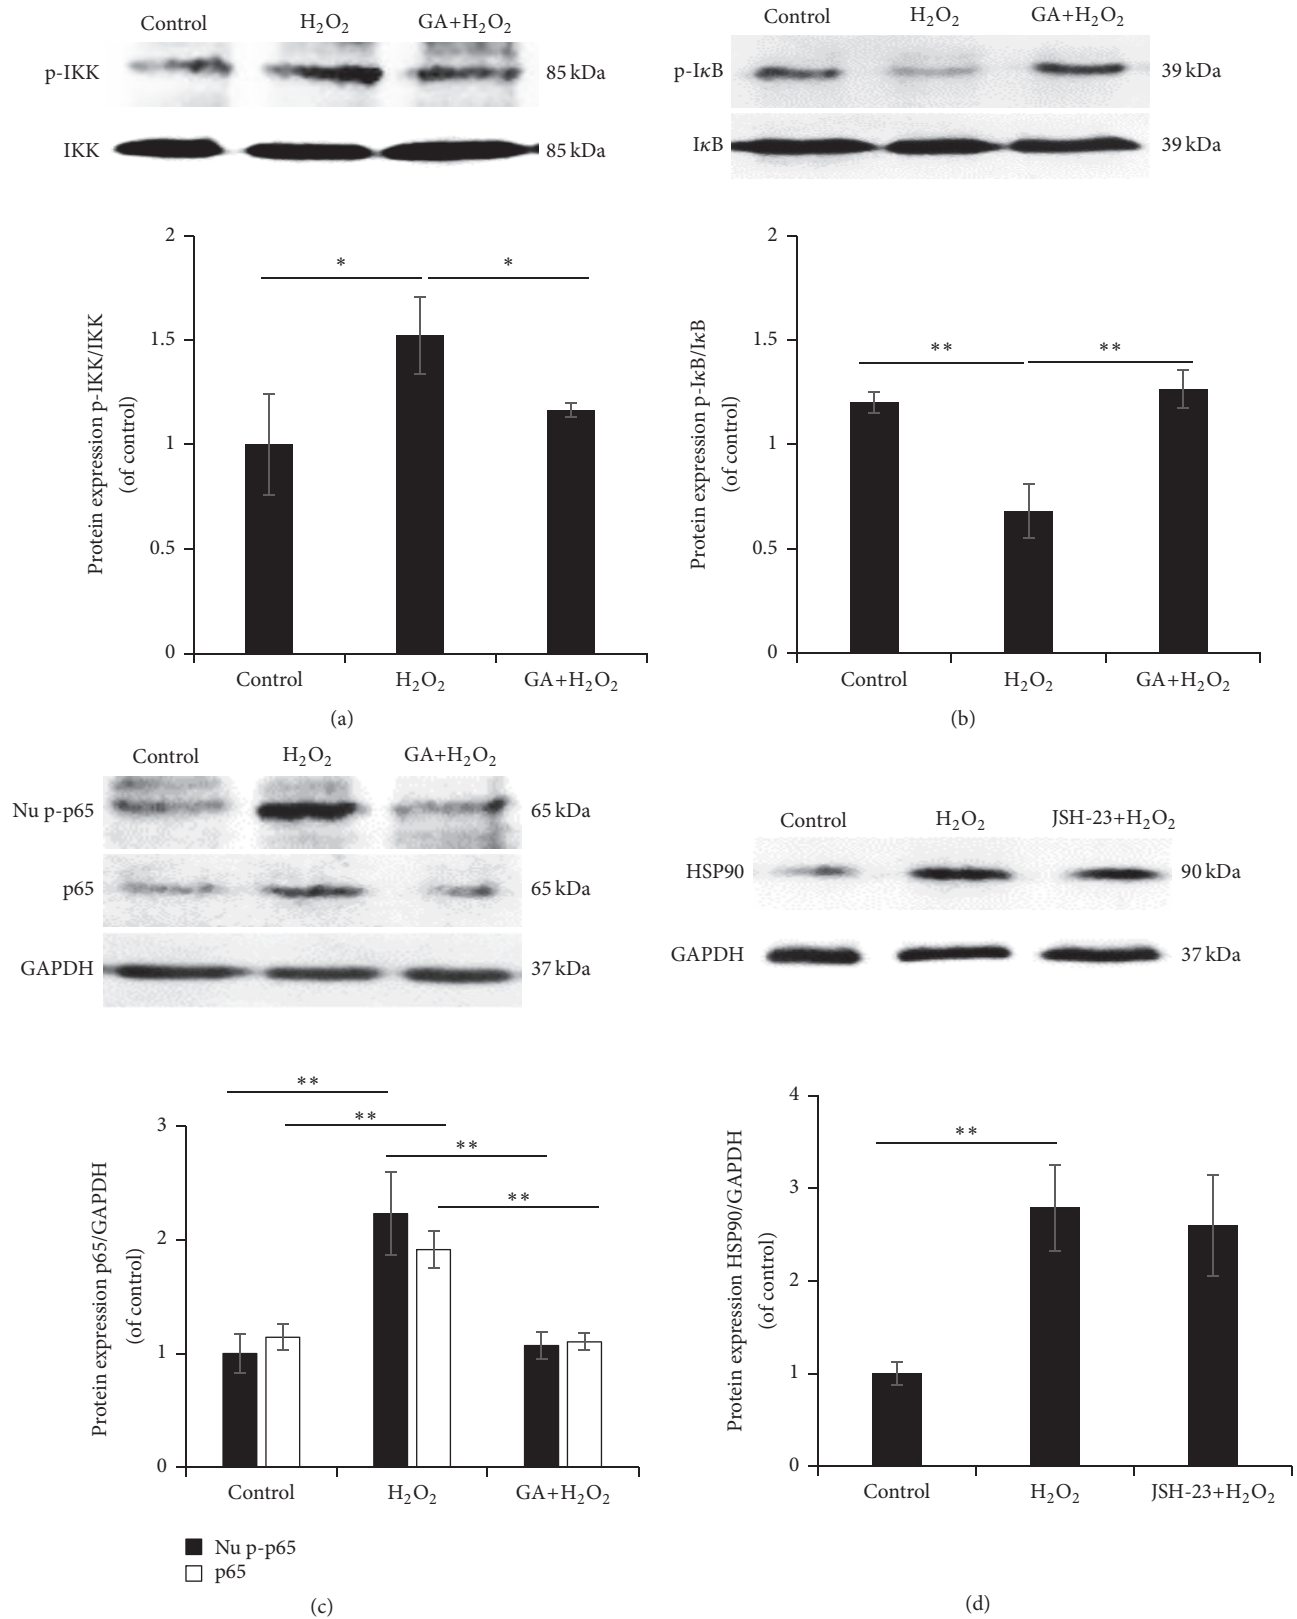 Control H₂O₂ GA+H₂O₂
p-IKK 85 kDa
IKK 85 kDa
Protein expression p-IKK/IKK
(of control)
2
1.5
1
0.5
0
* *
Control H₂O₂ GA+H₂O₂
(a)
Control H₂O₂ GA+H₂O₂
p-IκB 39 kDa
IκB 39 kDa
Protein expression p-IκB/IκB
(of control)
2
1.5
1
0.5
0
** **
Control H₂O₂ GA+H₂O₂
(b)
Control H₂O₂ GA+H₂O₂
Nu p-p65 65 kDa
p65 65 kDa
GAPDH 37 kDa
Protein expression p65/GAPDH
(of control)
3
2
1
0
**
**
**
**
Control H₂O₂ GA+H₂O₂
Nu p-p65
p65
(c)
Control H₂O₂ JSH-23+H₂O₂
HSP90 90 kDa
GAPDH 37 kDa
Protein expression HSP90/GAPDH
(of control)
4
3
2
1
0
**
Control H₂O₂ JSH-23+H₂O₂
(d)